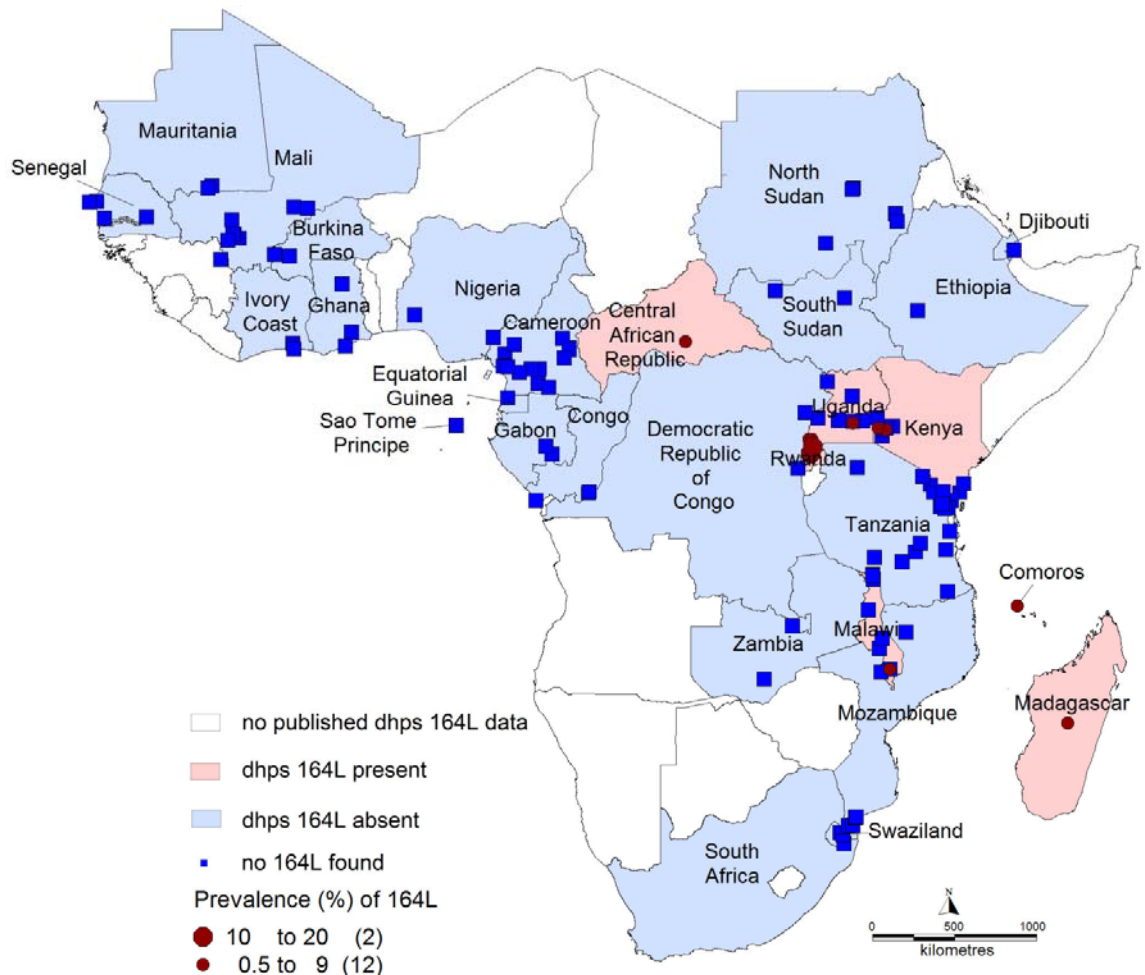 Mauritania
Mali
Senegal
North
Sudan
Burkina
Faso
Djibouti
Nigeria
Ivory
Coast
Ghana
Ethiopia
Central
African
Republic
South
Sudan
Cameroon
Equatorial
Guinea
Uganda
Congo
Kenya
Sao Tome
Principe
Gabon
Democratic
Republic
of
Congo
Rwanda
Tanzania
Comoros
Malawi
Zambia
Madagascar
Mozambique
no published dhps 164L data
dhps 164L present
dhps 164L absent
Swaziland
South
Africa
no 164L found
Prevalence (%) of 164L
10 to 20 (2)
0.5 to 9 (12)
N
0 500 1000
kilometres